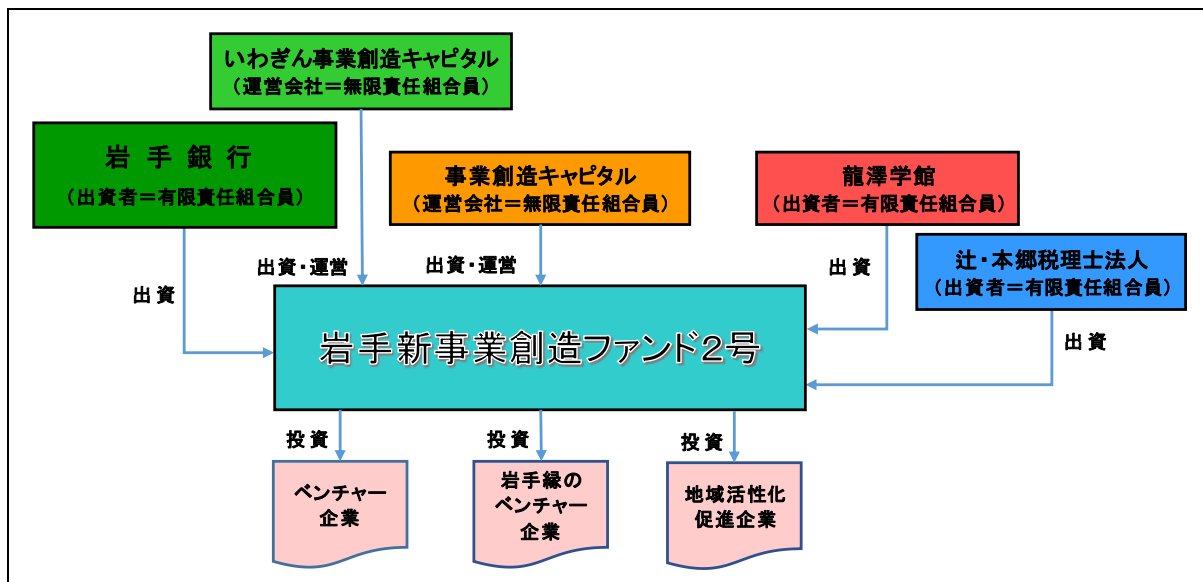 いわぎん事業創造キャピタル
（運営会社＝無限責任組合員）
岩 手 銀 行
（出資者＝有限責任組合員）
事業創造キャピタル
（運営会社＝無限責任組合員）
龍澤学館
（出資者＝有限責任組合員）
辻・本郷税理士法人
（出資者＝有限責任組合員）
出資
出資・運営
出資・運営
出資
出資
岩手新事業創造ファンド２号
投資
投資
投資
ベンチャー
企業
岩手縁の
ベンチャー
企業
地域活性化
促進企業